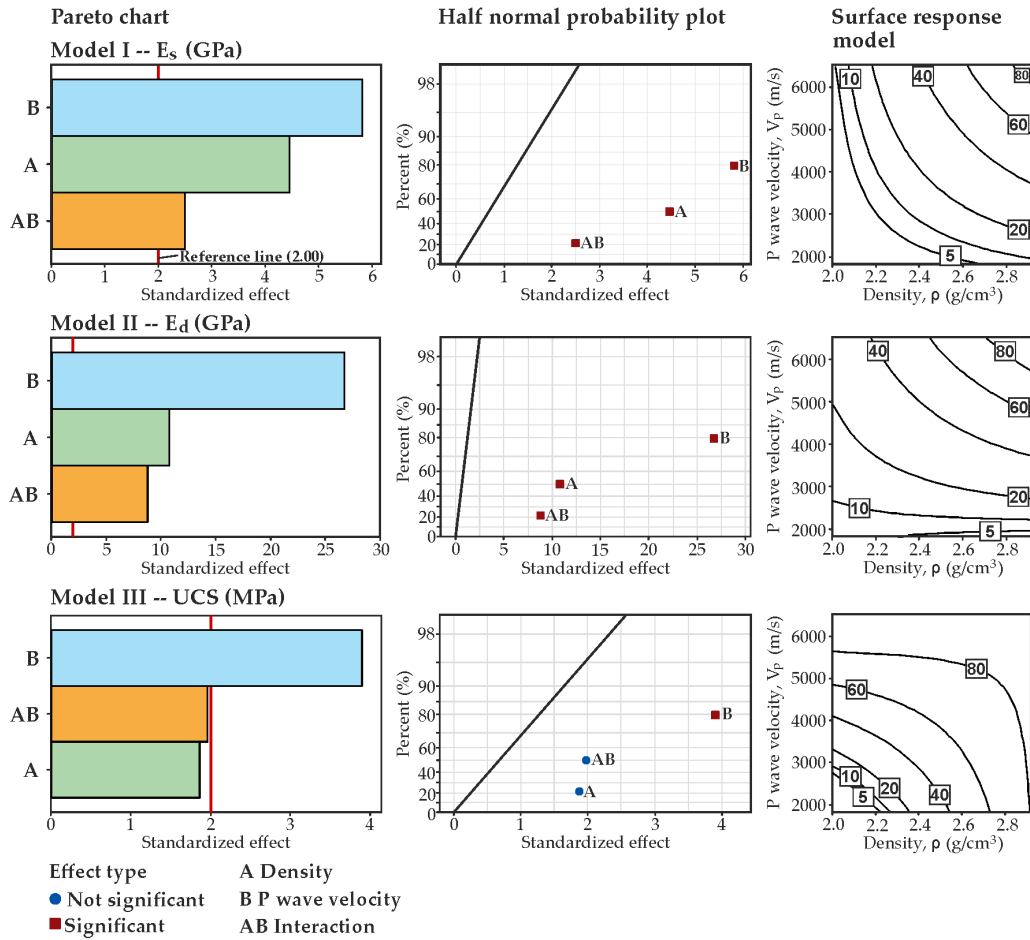 Pareto chart
Half normal probability plot
Surface response
model
Model I -- Es (GPa)
B
A
AB
Reference line (2.00)
0 1 2 3 4 5 6
Standardized effect
Percent (%)
98
90
80
60
40
20
0
B
A
AB
0 1 2 3 4 5 6
Standardized effect
P wave velocity, Vp (m/s)
6000
5000
4000
3000
2000
10
40
80
60
20
5
2.0 2.2 2.4 2.6 2.8
Density, ρ (g/cm³)
Model II -- Ed (GPa)
B
A
AB
0 5 10 15 20 25 30
Standardized effect
Percent (%)
98
90
80
60
40
20
0
B
A
AB
0 5 10 15 20 25 30
Standardized effect
P wave velocity, Vp (m/s)
6000
5000
4000
3000
2000
40
80
60
20
10
5
2.0 2.2 2.4 2.6 2.8
Density, ρ (g/cm³)
Model III -- UCS (MPa)
B
AB
A
0 1 2 3 4
Standardized effect
Percent (%)
98
90
80
60
40
20
0
B
AB
A
0 1 2 3 4
Standardized effect
P wave velocity, Vp (m/s)
6000
5000
4000
3000
2000
80
60
10
5
20
40
2.0 2.2 2.4 2.6 2.8
Density, ρ (g/cm³)
Effect type
Not significant
Significant
A Density
B P wave velocity
AB Interaction